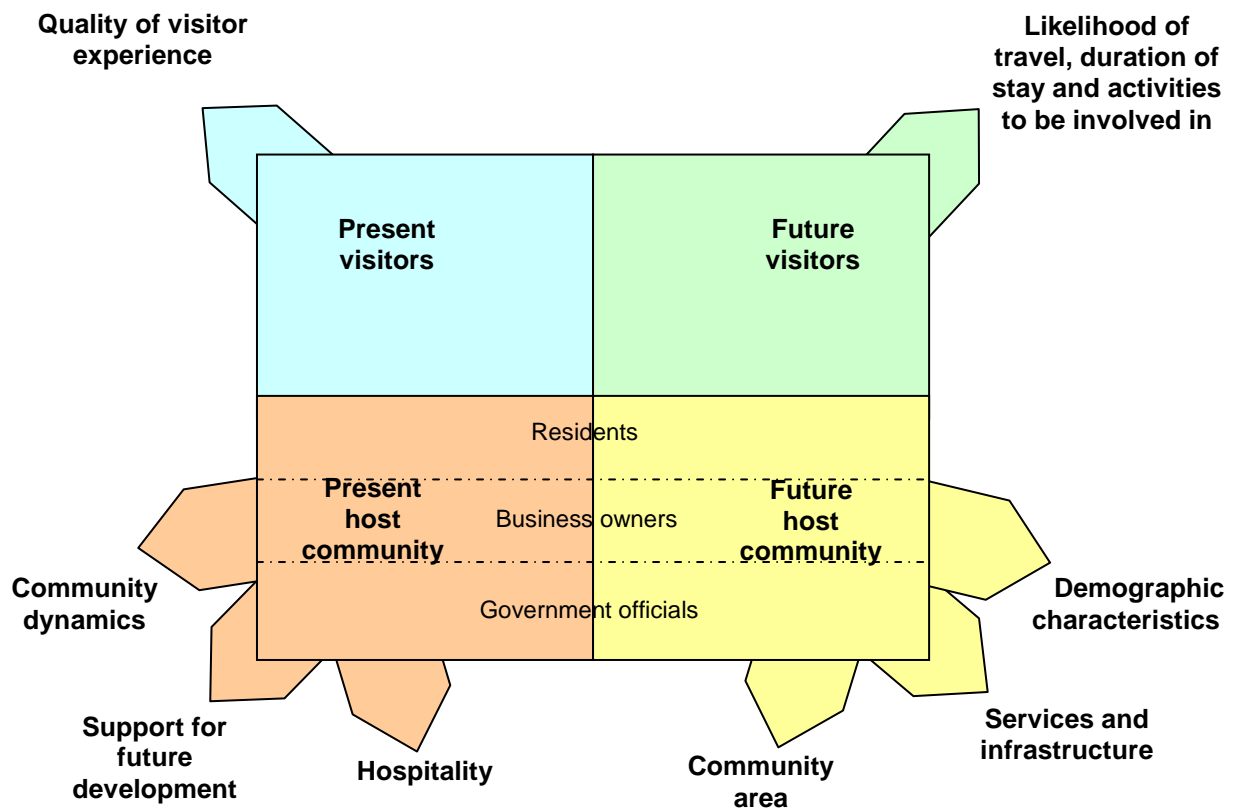 Quality of visitor
experience
Likelihood of
travel, duration of
stay and activities
to be involved in
Present
visitors
Future
visitors
Residents
Present
host
community
Business owners
Future
host
community
Government officials
Community
dynamics
Demographic
characteristics
Support for
future
development
Hospitality
Community
area
Services and
infrastructure